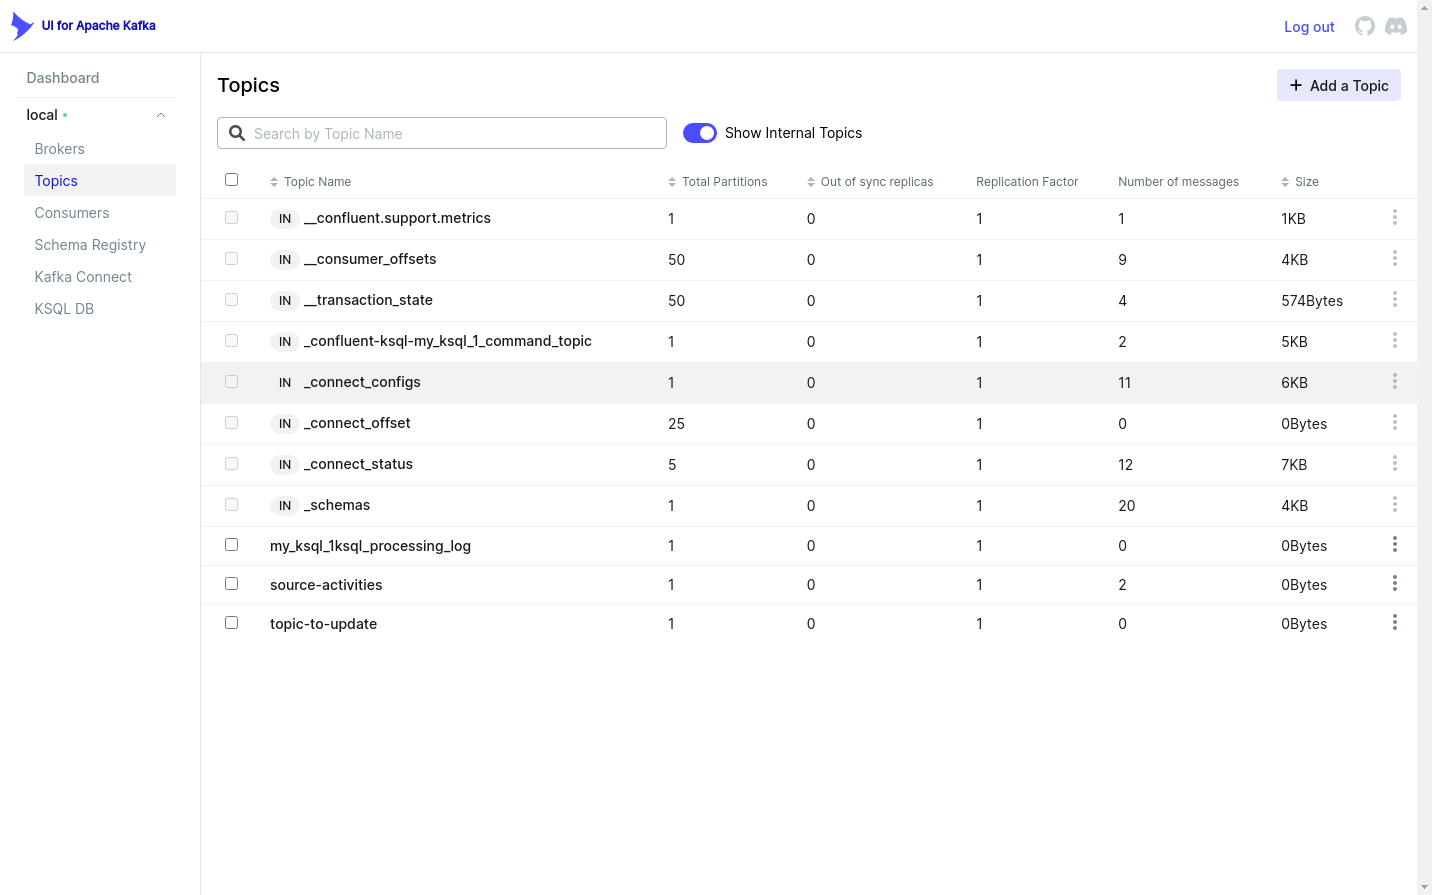 UI for Apache Kafka
Log out
Dashboard
local
Brokers
Topics
Consumers
Schema Registry
Kafka Connect
KSQL DB
Topics
Add a Topic
Search by Topic Name
Show Internal Topics
Topic Name Total Partitions Out of sync replicas Replication Factor Number of messages Size
IN __confluent.support.metrics 1 0 1 1 1KB
IN __consumer_offsets 50 0 1 9 4KB
IN __transaction_state 50 0 1 4 574Bytes
IN _confluent-ksql-my_ksql_1_command_topic 1 0 1 2 5KB
IN _connect_configs 1 0 1 11 6KB
IN _connect_offset 25 0 1 0 0Bytes
IN _connect_status 5 0 1 12 7KB
IN _schemas 1 0 1 20 4KB
my_ksql_1ksql_processing_log 1 0 1 0 0Bytes
source-activities 1 0 1 2 0Bytes
topic-to-update 1 0 1 0 0Bytes